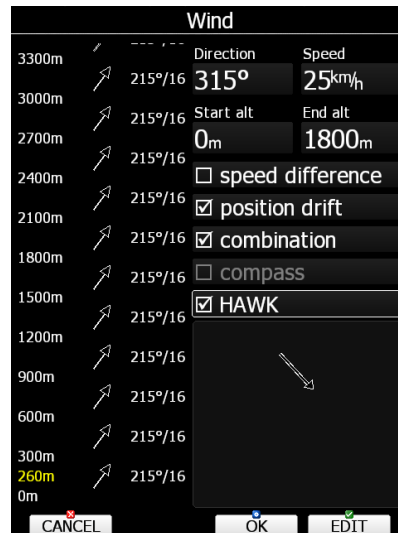 Wind
Direction Speed
315° 25km/h
Start alt End alt
0m 1800m
☐ speed difference
☑ position drift
☑ combination
☐ compass
☑ HAWK
3300m
215°/16
3000m
215°/16
2700m
215°/16
2400m
215°/16
2100m
215°/16
1800m
215°/16
1500m
215°/16
1200m
215°/16
900m
215°/16
600m
215°/16
300m
260m 215°/16
0m
CANCEL OK EDIT